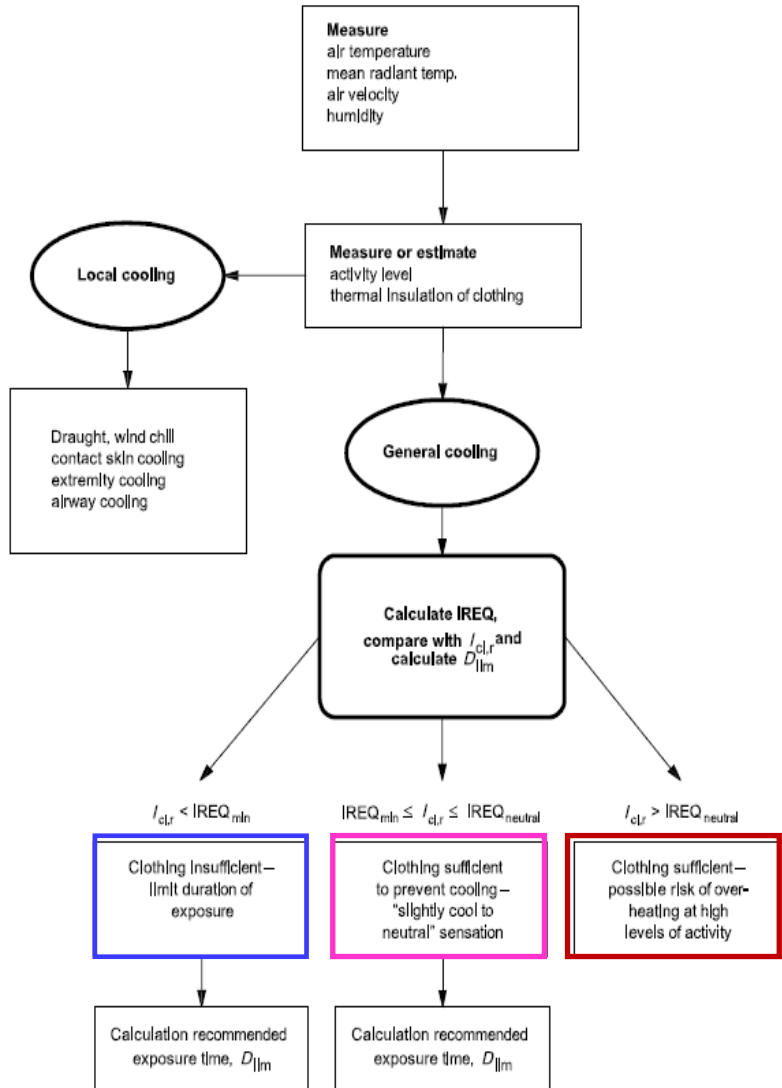 Measure
air temperature
mean radiant temp.
air velocity
humidity
Measure or estimate
activity level
thermal insulation of clothing
Local cooling
Draught, wind chill
contact skin cooling
extremity cooling
airway cooling
General cooling
Calculate IREQ,
compare with Icl,r and
calculate Dlim
Icl,r < IREQmin
IREQmin ≤ Icl,r ≤ IREQneutral
Icl,r > IREQneutral
Clothing insufficient—
limit duration of
exposure
Clothing sufficient
to prevent cooling—
"slightly cool to
neutral" sensation
Clothing sufficient—
possible risk of over-
heating at high
levels of activity
Calculation recommended
exposure time, Dlim
Calculation recommended
exposure time, Dlim